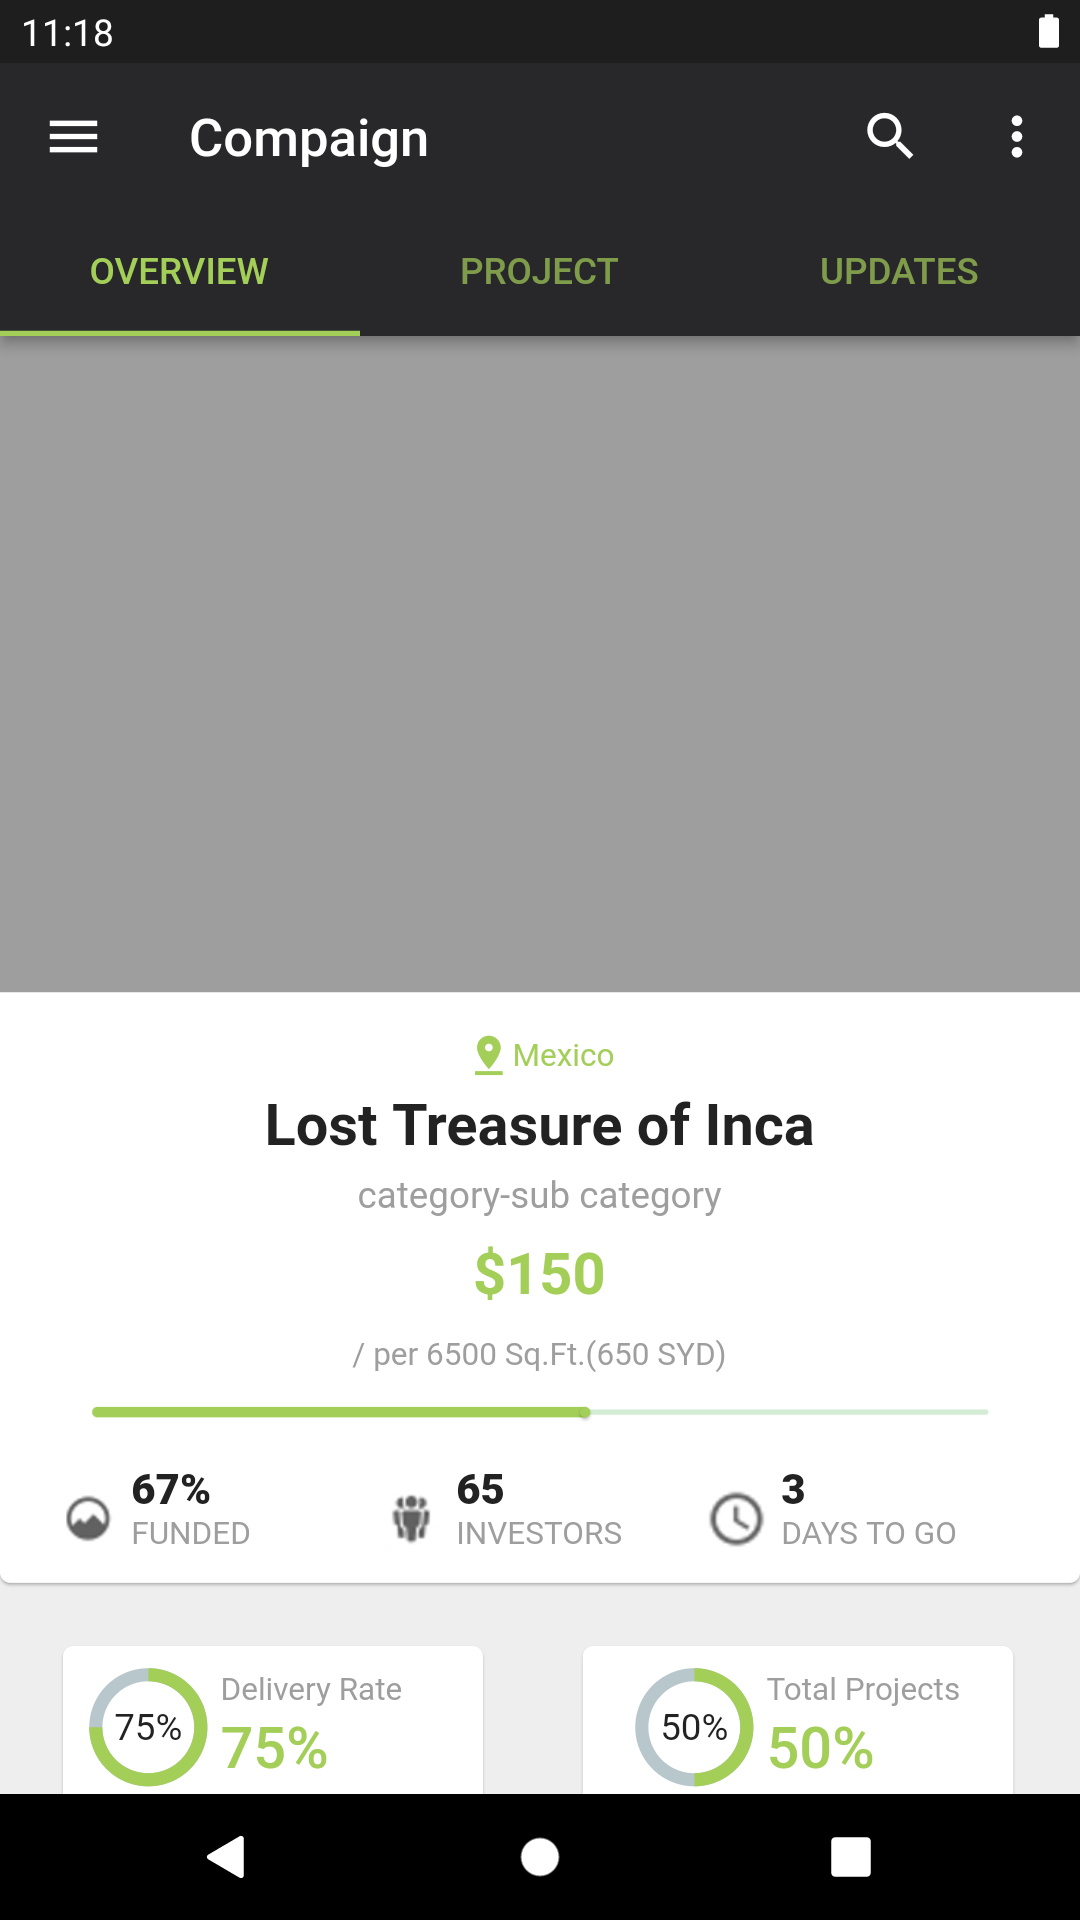 11:18
Compaign
OVERVIEW PROJECT UPDATES
Mexico
Lost Treasure of Inca
category-sub category
$150
/ per 6500 Sq.Ft.(650 SYD)
67% 65 3
FUNDED INVESTORS DAYS TO GO
Delivery Rate Total Projects
75% 75% 50% 50%